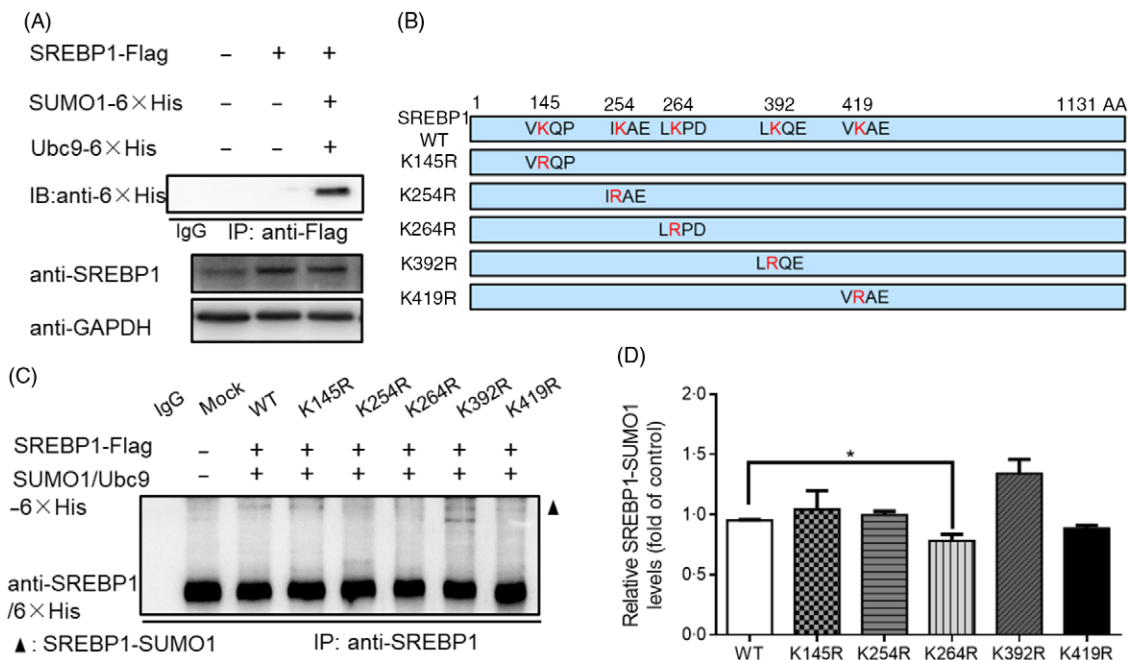 (A)
SREBP1-Flag – + +
SUMO1-6×His – – +
Ubc9-6×His – – +
IB:anti-6×His
IgG IP: anti-Flag
anti-SREBP1
anti-GAPDH
(B)
1 145 254 264 392 419 1131 AA
SREBP1 WT VKQP IKAE LKPD LKQE VKAE
K145R VRQP
K254R IRAE
K264R LRPD
K392R LRQE
K419R VRAE
(C)
IgG Mock WT K145R K254R K264R K392R K419R
SREBP1-Flag – + + + + + +
SUMO1/Ubc9 – + + + + + +
–6×His ▲
anti-SREBP1
/6×His
▲: SREBP1-SUMO1 IP: anti-SREBP1
(D)
Relative SREBP1-SUMO1
levels (fold of control)
2·0
1·5
1·0
0·5
0·0
*
WT K145R K254R K264R K392R K419R